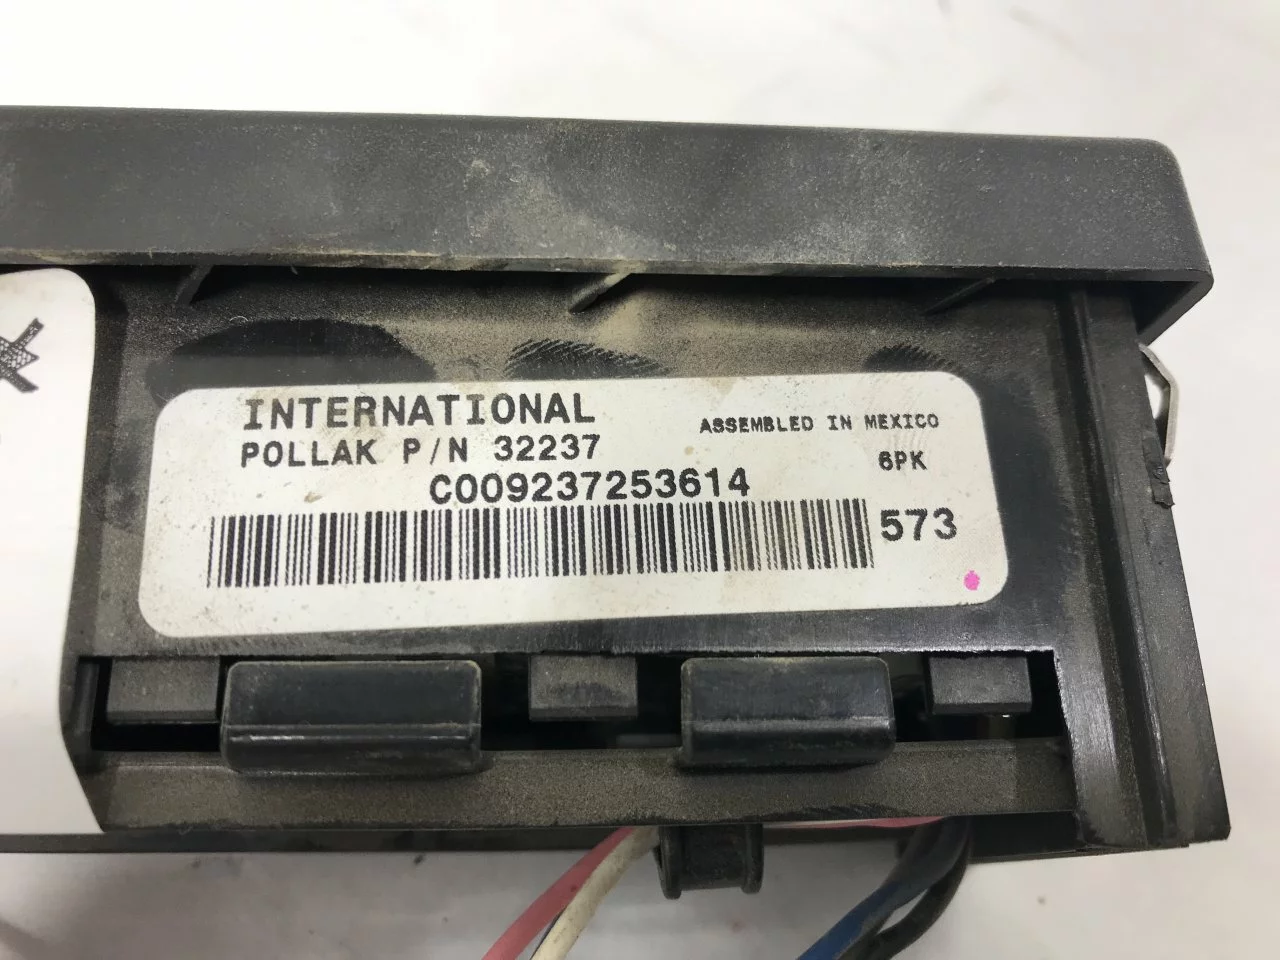 INTERNATIONAL
ASSEMBLED IN MEXICO
POLLAK P/N 32237
6PK
C009237253614
573